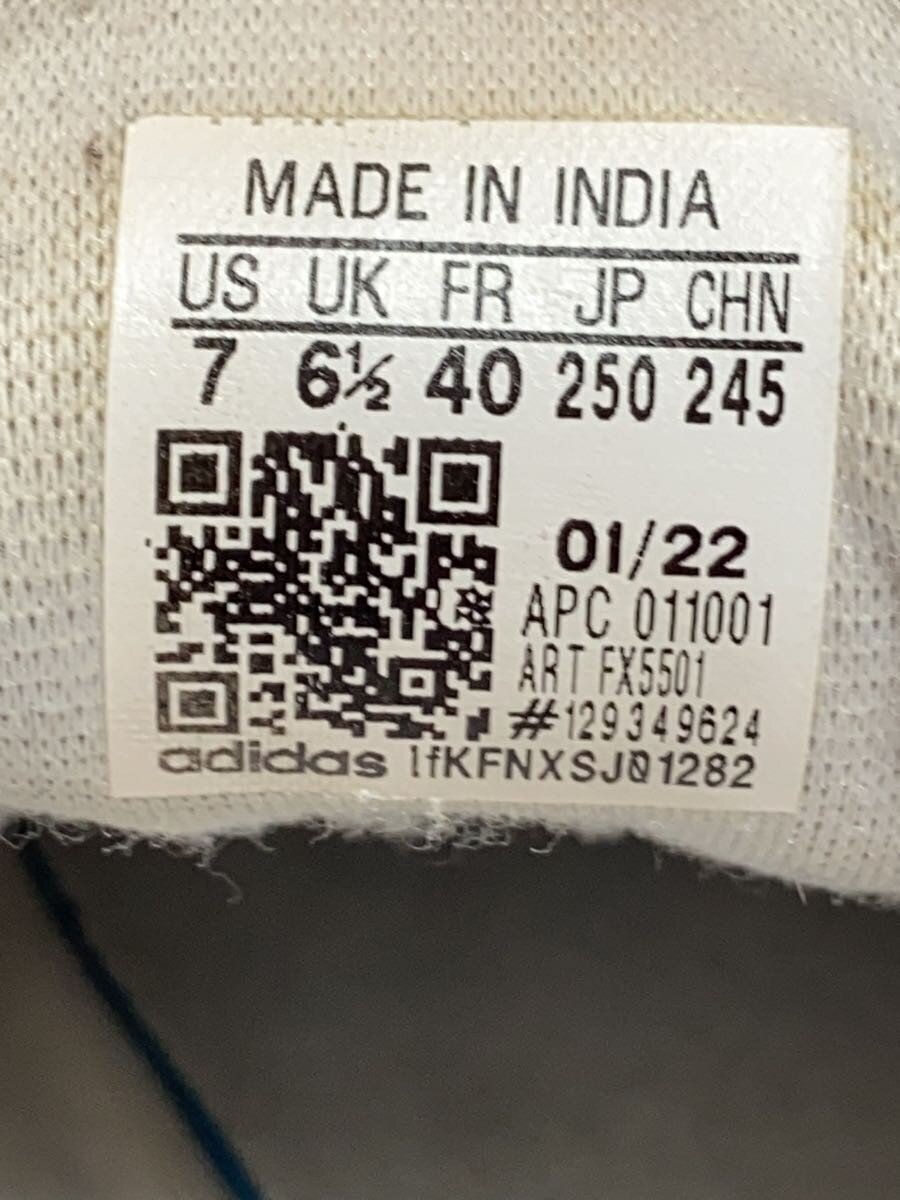 MADE IN INDIA
US UK FR JP CHN
7 6½ 40 250 245
01/22
APC 011001
ART FX5501
#129349624
adidas lfKFNXSJ01282